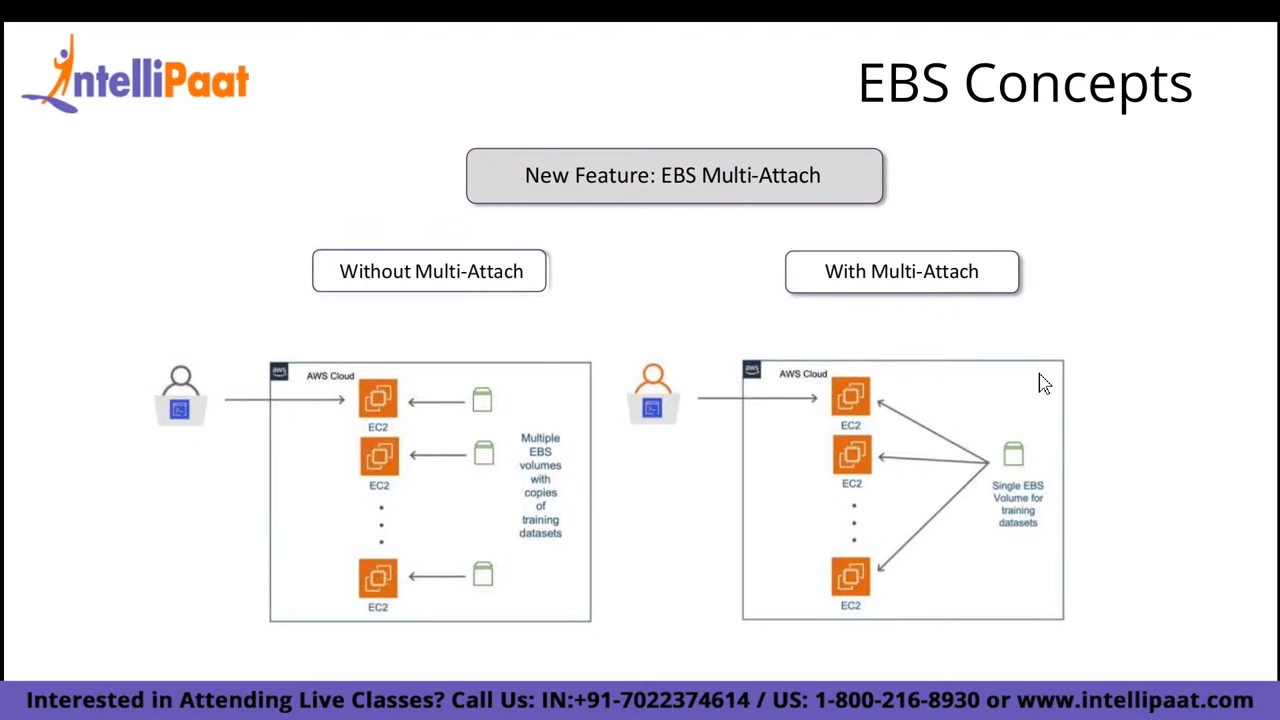 IntelliPaat
EBS Concepts
New Feature: EBS Multi-Attach
Without Multi-Attach
With Multi-Attach
aws
AWS Cloud
EC2
EC2
EC2
Multiple
EBS
volumes
with
copies
of
training
datasets
aws
AWS Cloud
EC2
EC2
EC2
Single EBS
Volume for
training
datasets
Interested in Attending Live Classes? Call Us: IN:+91-7022374614 / US: 1-800-216-8930 or www.intellipaat.com